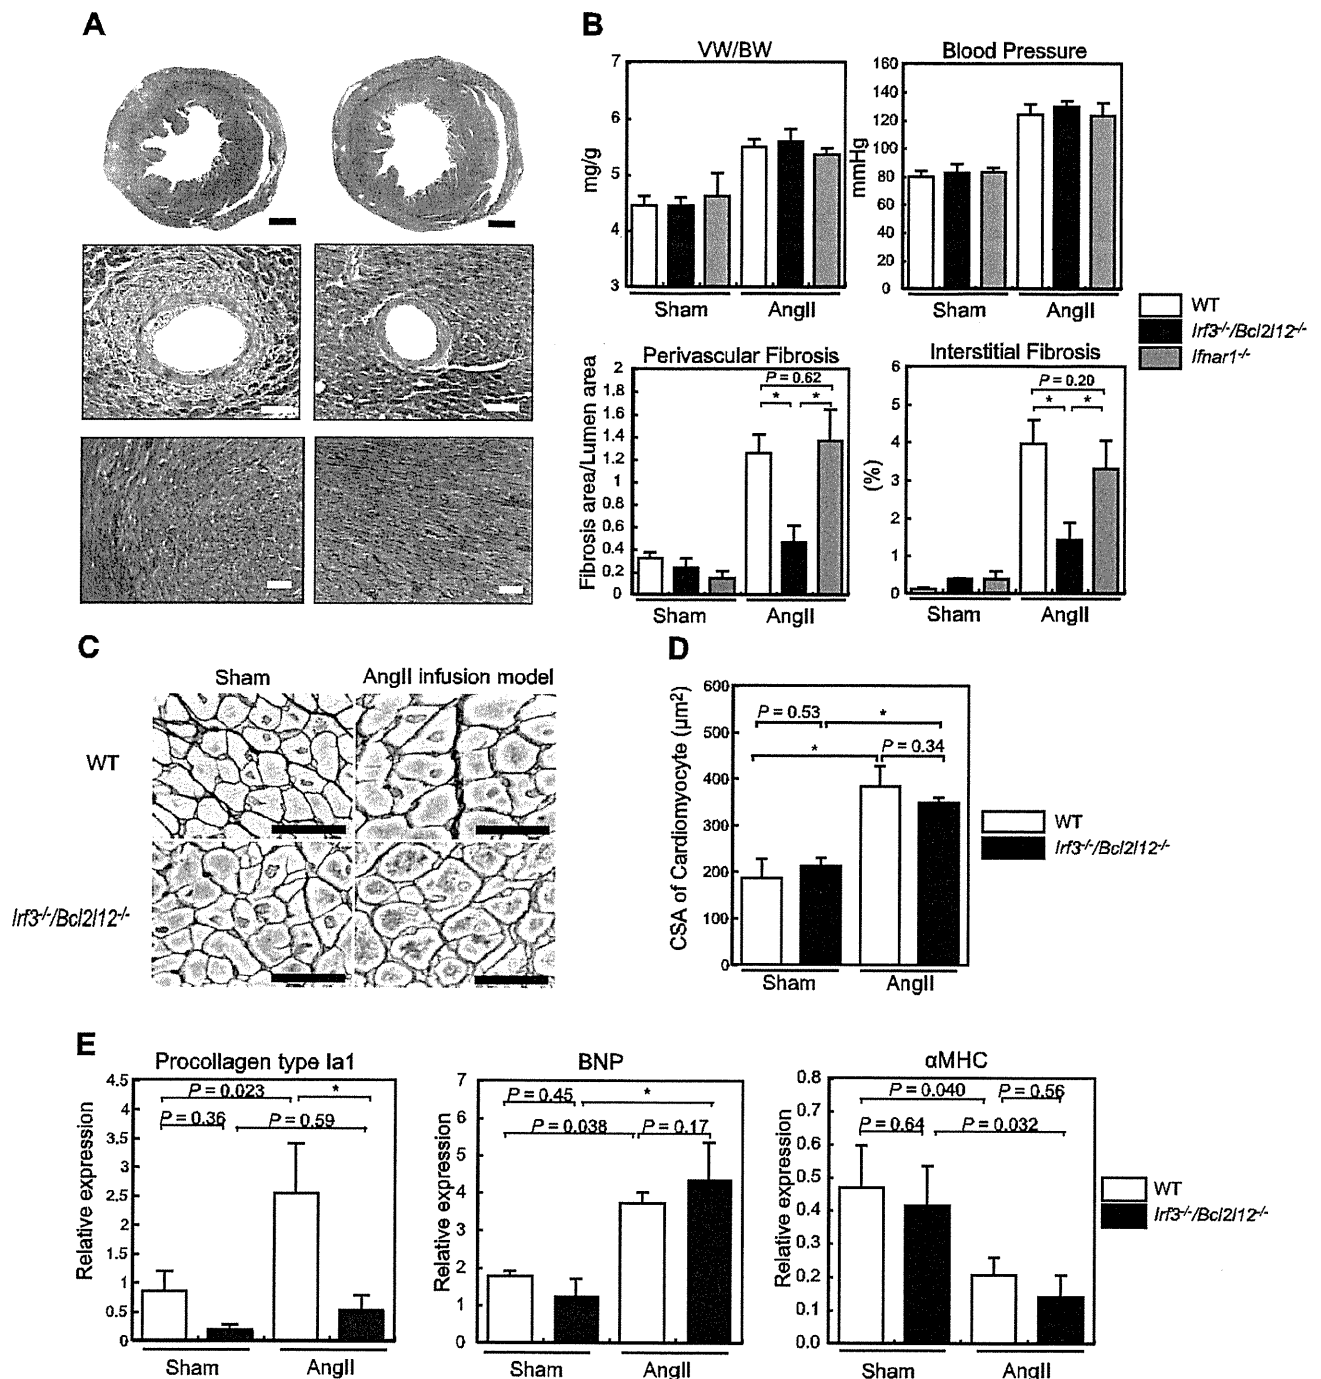 A
B
VW/BW
7
6
5
4
3
mg/g
Sham
AngII
Blood Pressure
160
140
120
100
80
60
40
20
0
mmHg
Sham
AngII
WT
Irf3-/-/Bcl2l12-/-
Ifnar1-/-
Perivascular Fibrosis
2
1.8
1.6
1.4
1.2
1
0.8
0.6
0.4
0.2
0
Fibrosis area/Lumen area
P = 0.62
* *
Sham
AngII
Interstitial Fibrosis
6
5
4
3
2
1
0
(%)
P = 0.20
* *
Sham
AngII
C
Sham
AngII infusion model
WT
Irf3-/-/Bcl2l12-/-
D
600
500
400
300
200
100
0
CSA of Cardiomyocyte (µm2)
P = 0.53
*
*
P = 0.34
Sham
AngII
WT
Irf3-/-/Bcl2l12-/-
E
Procollagen type Ia1
4.5
4
3.5
3
2.5
2
1.5
1
0.5
0
Relative expression
P = 0.023
*
P = 0.36
P = 0.59
Sham
AngII
BNP
7
6
5
4
3
2
1
0
Relative expression
P = 0.45
*
P = 0.038
P = 0.17
Sham
AngII
αMHC
0.8
0.7
0.6
0.5
0.4
0.3
0.2
0.1
0.0
Relative expression
P = 0.040
P = 0.56
P = 0.64
P = 0.032
Sham
AngII
WT
Irf3-/-/Bcl2l12-/-